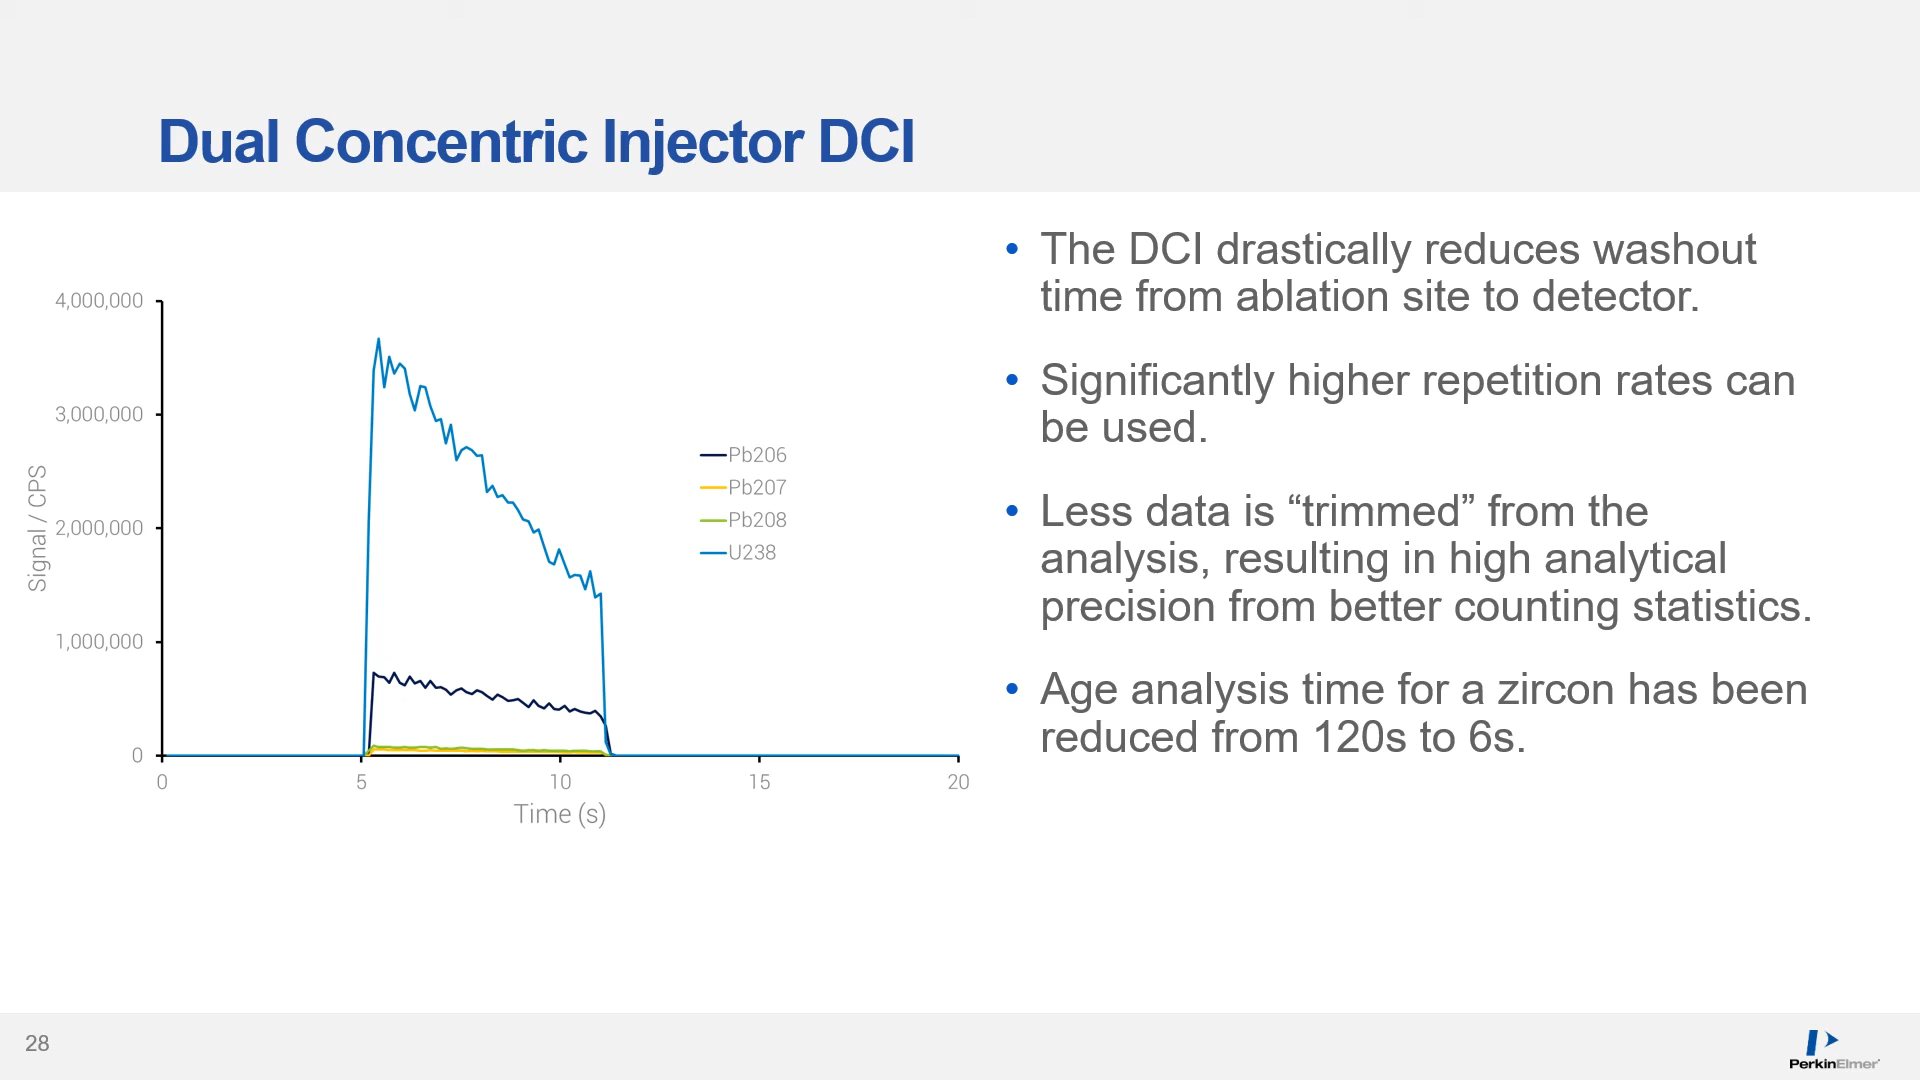 Dual Concentric Injector DCI
4,000,000
3,000,000
2,000,000
1,000,000
0
Signal / CPS
0
5
10
15
20
Time (s)
Pb206
Pb207
Pb208
U238
• The DCI drastically reduces washout
time from ablation site to detector.
• Significantly higher repetition rates can
be used.
• Less data is “trimmed” from the
analysis, resulting in high analytical
precision from better counting statistics.
• Age analysis time for a zircon has been
reduced from 120s to 6s.
28
PerkinElmer